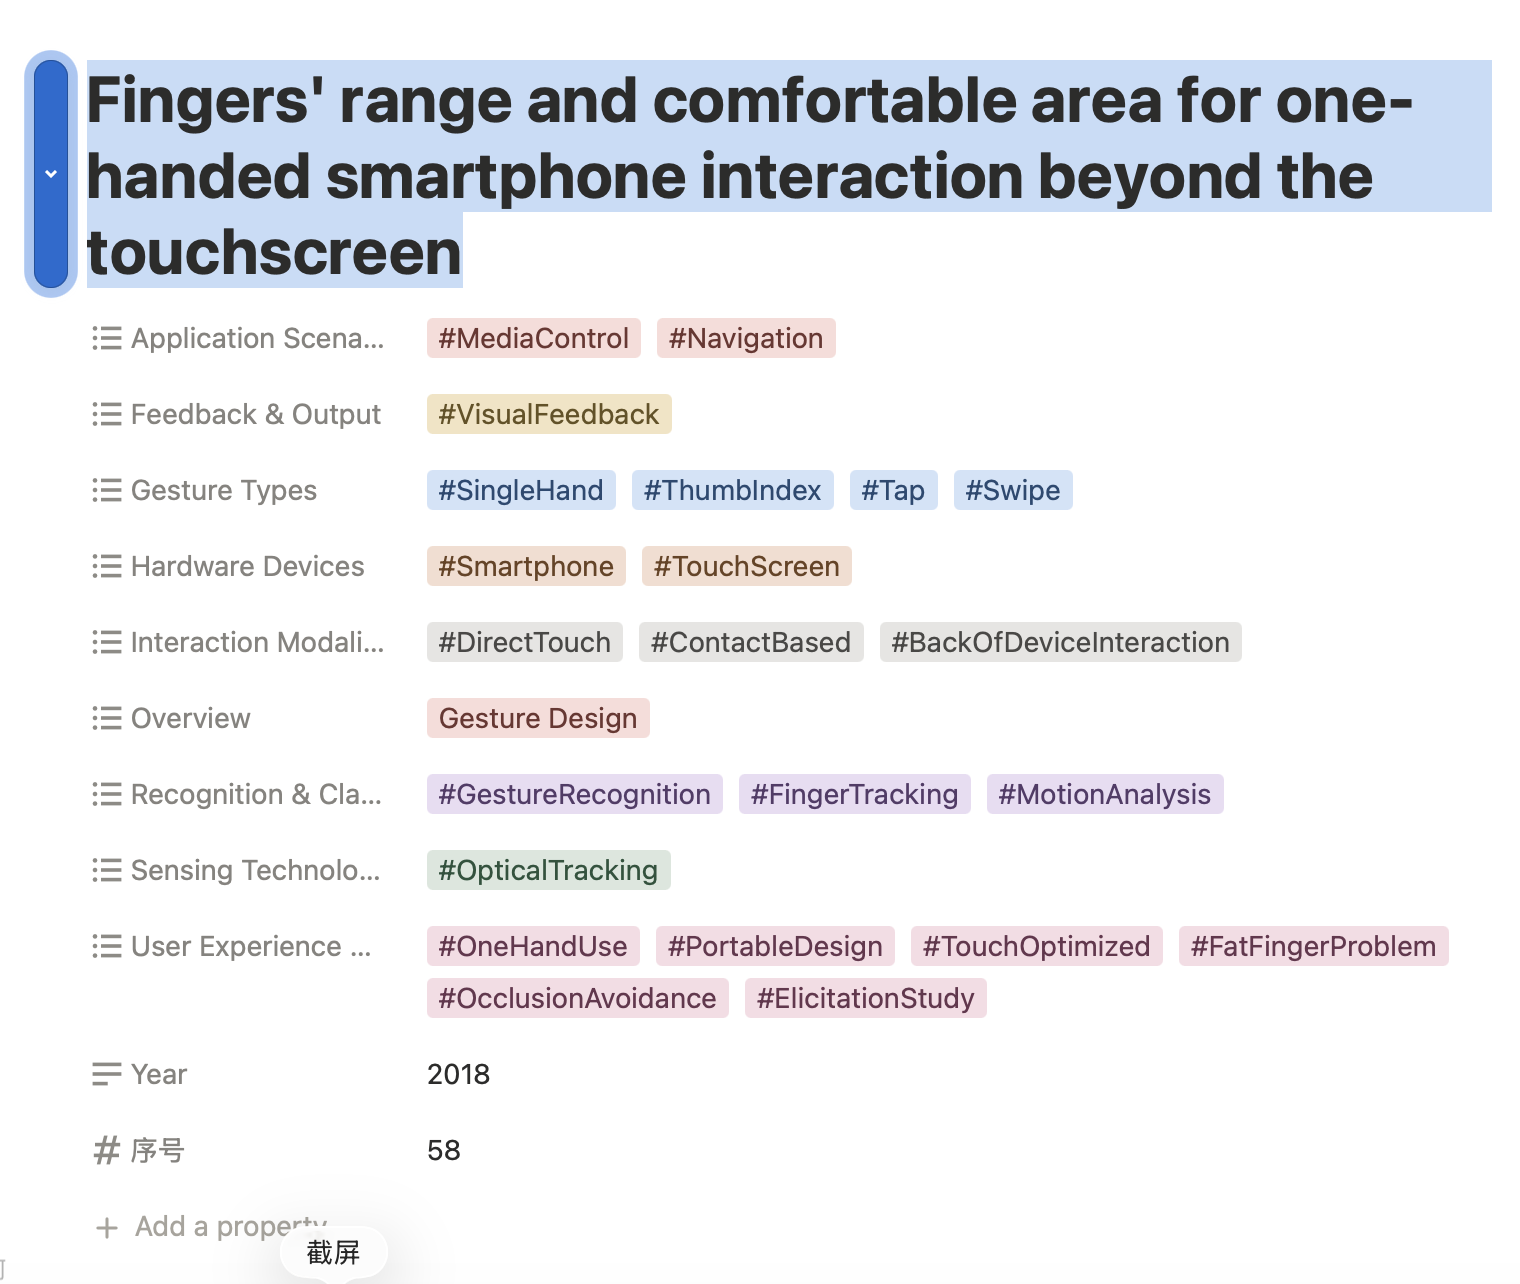 Fingers' range and comfortable area for one-
handed smartphone interaction beyond the
touchscreen
Application Scena... #MediaControl #Navigation
Feedback & Output #VisualFeedback
Gesture Types #SingleHand #ThumbIndex #Tap #Swipe
Hardware Devices #Smartphone #TouchScreen
Interaction Modali... #DirectTouch #ContactBased #BackOfDeviceInteraction
Overview Gesture Design
Recognition & Cla... #GestureRecognition #FingerTracking #MotionAnalysis
Sensing Technolo... #OpticalTracking
User Experience ... #OneHandUse #PortableDesign #TouchOptimized #FatFingerProblem
#OcclusionAvoidance #ElicitationStudy
Year 2018
序号 58
Add a property
截屏